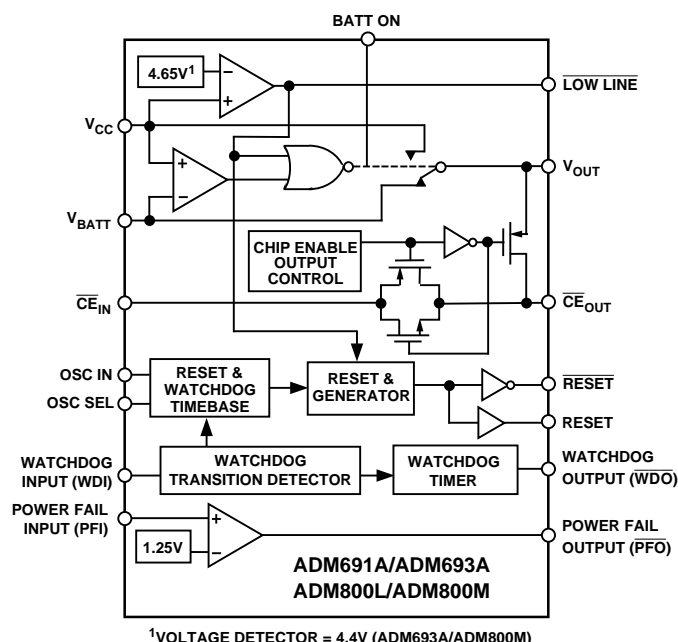 BATT ON
4.65V1
−
+
LOW LINE
VCC
+
−
VOUT
VBATT
CHIP ENABLE
OUTPUT
CONTROL
CEIN
CEOUT
OSC IN
OSC SEL
RESET &
WATCHDOG
TIMEBASE
RESET &
GENERATOR
RESET
RESET
WATCHDOG
INPUT (WDI)
WATCHDOG
TRANSITION DETECTOR
WATCHDOG
TIMER
WATCHDOG
OUTPUT (WDO)
POWER FAIL
INPUT (PFI)
1.25V
+
−
POWER FAIL
OUTPUT (PFO)
ADM691A/ADM693A
ADM800L/ADM800M
1VOLTAGE DETECTOR = 4.4V (ADM693A/ADM800M)